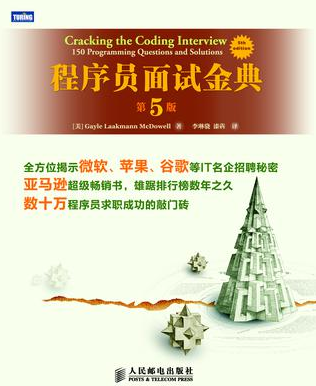 TURING
Cracking the Coding Interview
150 Programming Questions and Solutions
5th edition
程序员面试金典
第5版
[美] Gayle Laakmann McDowell 著 李琳骁 漆犇 译
全方位揭示微软、苹果、谷歌等IT名企招聘秘密
亚马逊超级畅销书，雄踞排行榜数年之久
数十万程序员求职成功的敲门砖
人民邮电出版社
POSTS & TELECOM PRESS